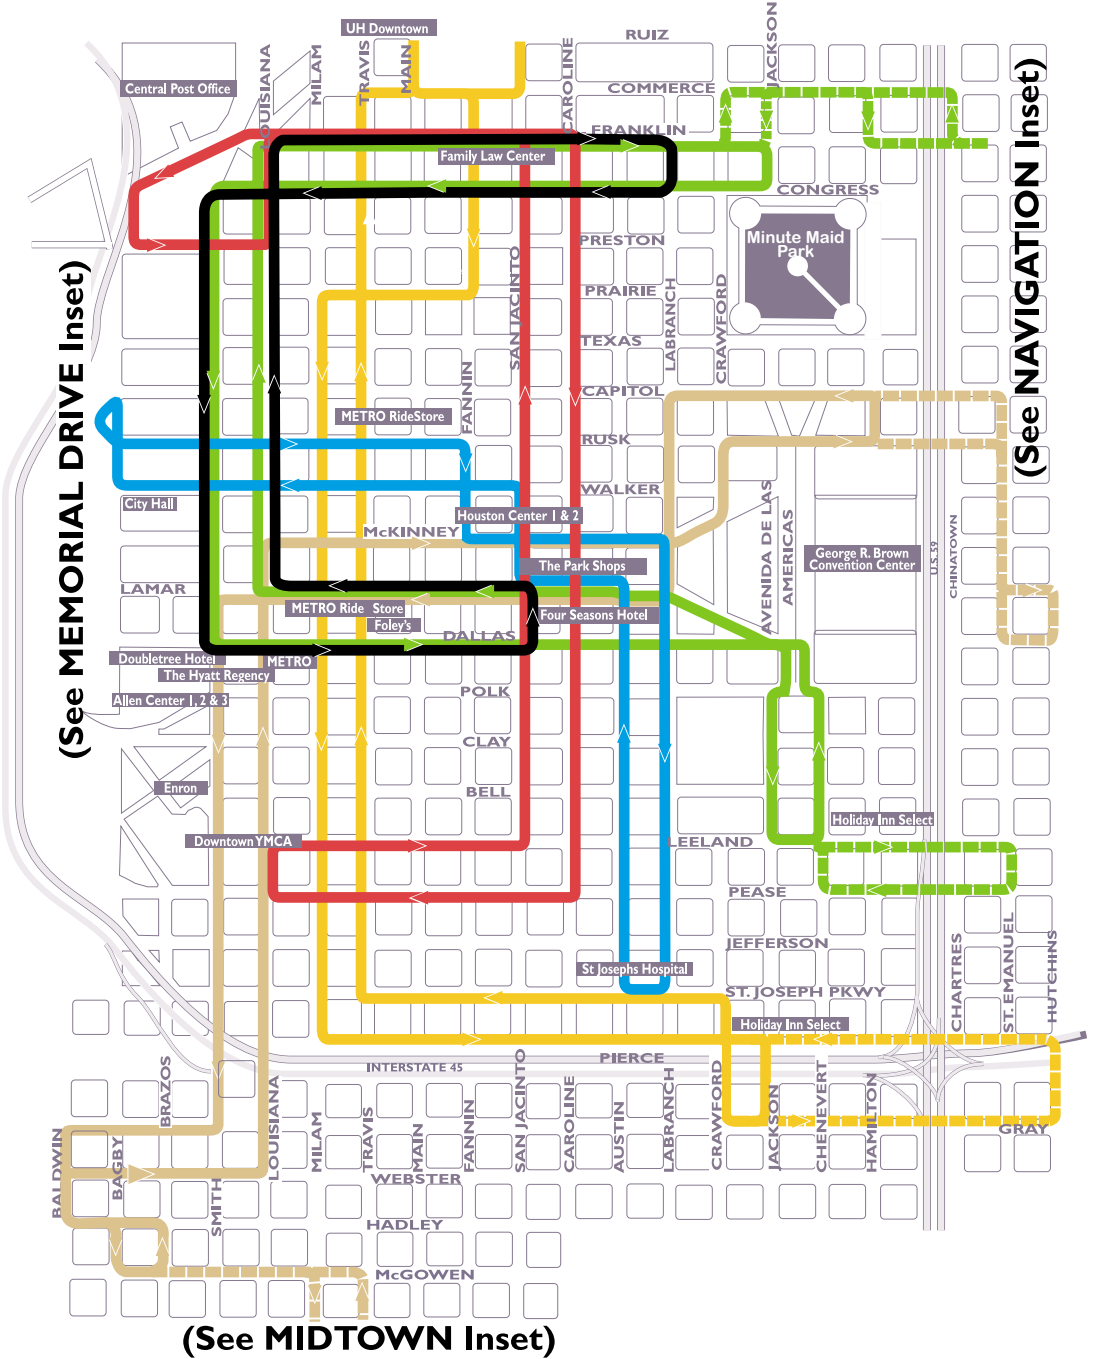 UH Downtown
RUIZ
JACKSON
LOUISIANA
MILAM
TRAVIS
MAIN
CAROLINE
Central Post Office
COMMERCE
FRANKLIN
Family Law Center
CONGRESS
Minute Maid
Park
PRESTON
SAN JACINTO
PRAIRIE
LABRANCH
CRAWFORD
TEXAS
(See NAVIGATION Inset)
(See MEMORIAL DRIVE Inset)
FANNIN
CAPITOL
METRO RideStore
RUSK
WALKER
City Hall
Houston Center 1 & 2
McKINNEY
AVENIDA DE LAS
AMERICAS
George R. Brown
Convention Center
U.S. 59
CHINATOWN
The Park Shops
LAMAR
METRO Ride Store
Four Seasons Hotel
Foley's
DALLAS
Doubletree Hotel
METRO
The Hyatt Regency
Allen Center 1, 2 & 3
POLK
CLAY
Enron
BELL
Holiday Inn Select
Downtown YMCA
LEELAND
PEASE
JEFFERSON
St Josephs Hospital
ST. JOSEPH PKWY
CHARTRES
ST. EMANUEL
HUTCHINS
Holiday Inn Select
PIERCE
INTERSTATE 45
BRAZOS
LOUISIANA
MILAM
TRAVIS
MAIN
FANNIN
SAN JACINTO
CAROLINE
AUSTIN
LABRANCH
CRAWFORD
JACKSON
CHENEVERT
HAMILTON
GRAY
BALDWIN
BAGBY
SMITH
WEBSTER
HADLEY
McGOWEN
(See MIDTOWN Inset)